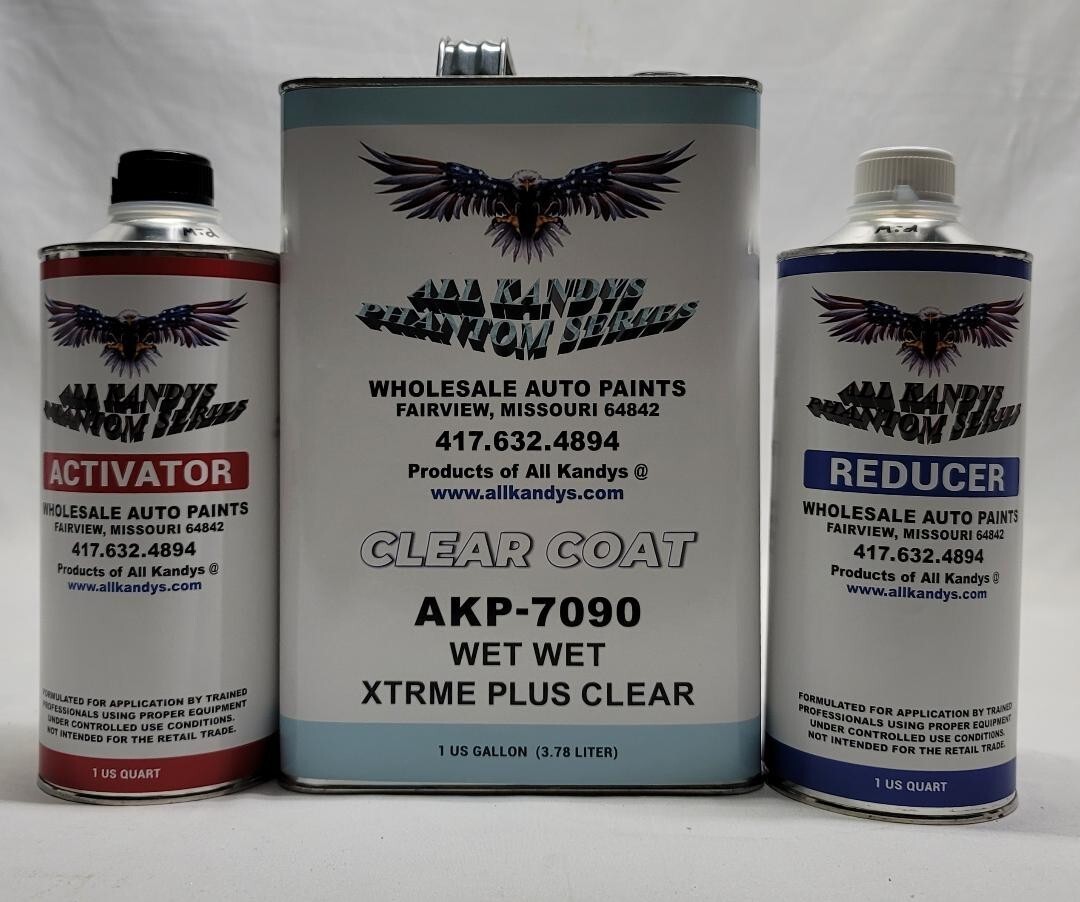 Mid
ALL KANDYS
PHANTOM SERIES
ACTIVATOR
WHOLESALE AUTO PAINTS
FAIRVIEW, MISSOURI 64842
417.632.4894
Products of All Kandys @
www.allkandys.com
FORMULATED FOR APPLICATION BY TRAINED
PROFESSIONALS USING PROPER EQUIPMENT
UNDER CONTROLLED USE CONDITIONS.
NOT INTENDED FOR THE RETAIL TRADE.
1 US QUART
ALL KANDYS
PHANTOM SERIES
WHOLESALE AUTO PAINTS
FAIRVIEW, MISSOURI 64842
417.632.4894
Products of All Kandys @
www.allkandys.com
CLEAR COAT
AKP-7090
WET WET
XTRME PLUS CLEAR
1 US GALLON (3.78 LITER)
Mid
ALL KANDYS
PHANTOM SERIES
REDUCER
WHOLESALE AUTO PAINTS
FAIRVIEW, MISSOURI 64842
417.632.4894
Products of All Kandys @
www.allkandys.com
FORMULATED FOR APPLICATION BY TRAINED
PROFESSIONALS USING PROPER EQUIPMENT
UNDER CONTROLLED USE CONDITIONS.
NOT INTENDED FOR THE RETAIL TRADE.
1 US QUART